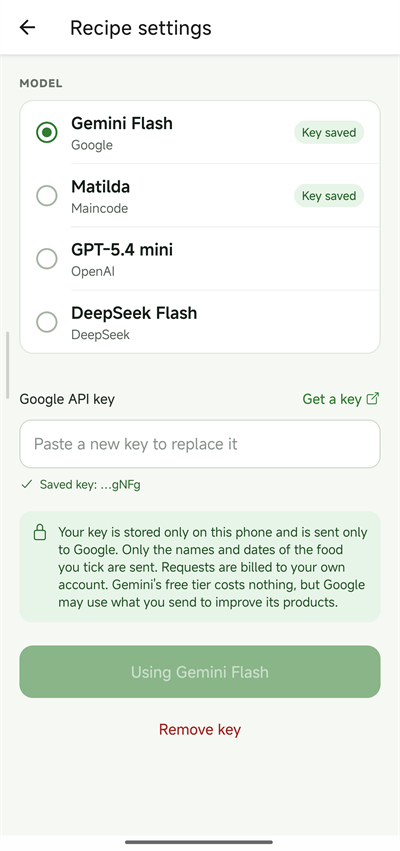 Recipe settings
MODEL
Gemini Flash
Key saved
Google
Matilda
Key saved
Maincode
GPT-5.4 mini
OpenAI
DeepSeek Flash
DeepSeek
Google API key
Get a key
Paste a new key to replace it
Saved key: ...gNFg
Your key is stored only on this phone and is sent only
to Google. Only the names and dates of the food
you tick are sent. Requests are billed to your own
account. Gemini's free tier costs nothing, but Google
may use what you send to improve its products.
Using Gemini Flash
Remove key